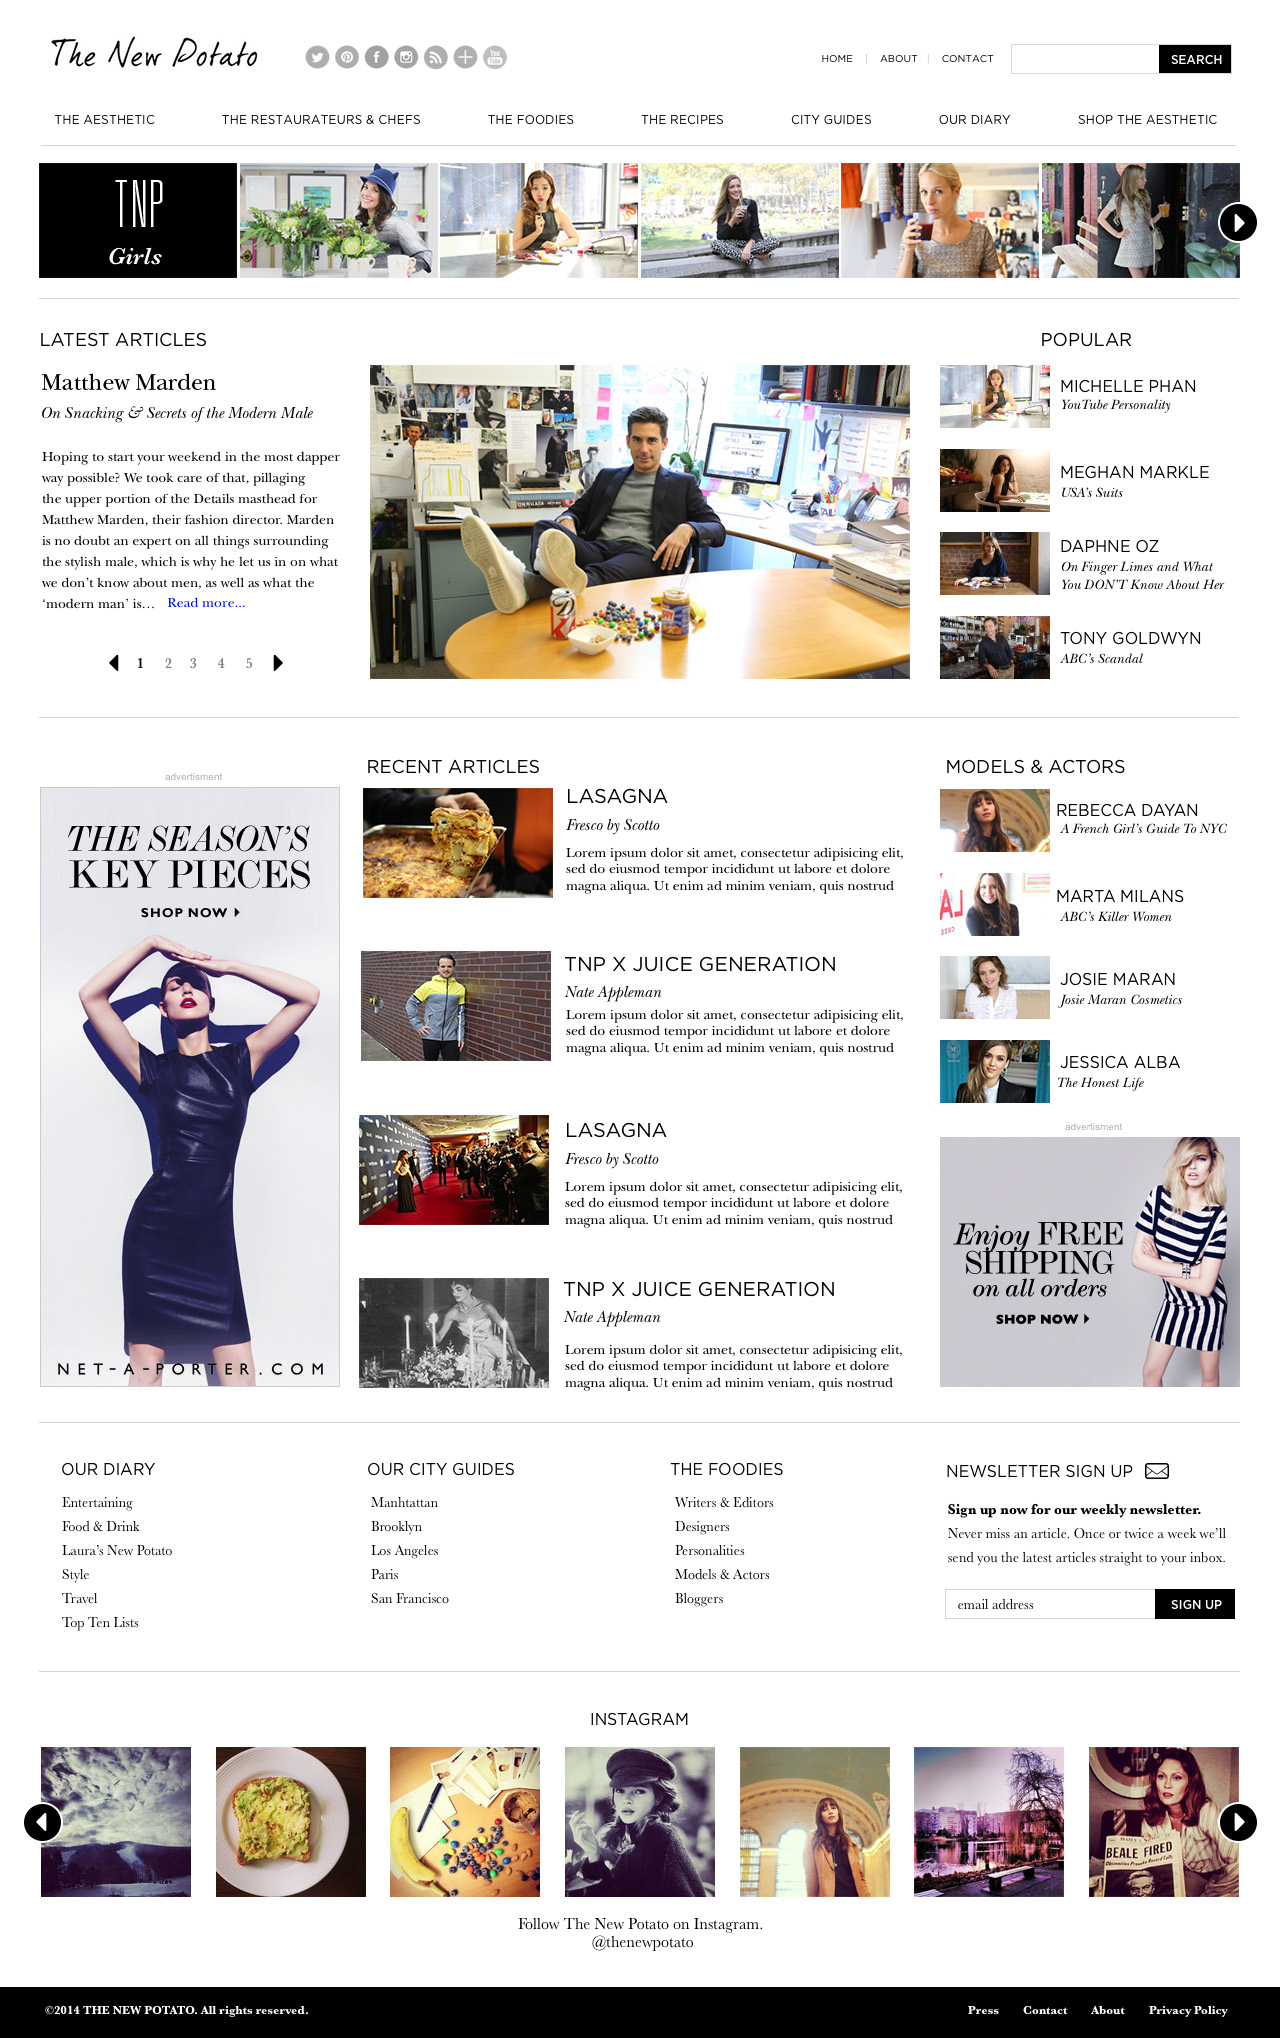 The New Potato
You Tube
HOME
ABOUT
CONTACT
SEARCH
THE AESTHETIC
THE RESTAURATEURS & CHEFS
THE FOODIES
THE RECIPES
CITY GUIDES
OUR DIARY
SHOP THE AESTHETIC
TNP
Girls
LATEST ARTICLES
Matthew Marden
On Snacking & Secrets of the Modern Male
Hoping to start your weekend in the most dapper
way possible? We took care of that, pillaging
the upper portion of the Details masthead for
Matthew Marden, their fashion director. Marden
is no doubt an expert on all things surrounding
the stylish male, which is why he let us in on what
we don't know about men, as well as what the
'modern man' is… Read more...
1 2 3 4 5
POPULAR
MICHELLE PHAN
YouTube Personality
MEGHAN MARKLE
USA's Suits
DAPHNE OZ
On Finger Limes and What
You DON'T Know About Her
TONY GOLDWYN
ABC's Scandal
advertisment
THE SEASON'S
KEY PIECES
SHOP NOW
NET-A-PORTER.COM
RECENT ARTICLES
LASAGNA
Fresco by Scotto
Lorem ipsum dolor sit amet, consectetur adipisicing elit,
sed do eiusmod tempor incididunt ut labore et dolore
magna aliqua. Ut enim ad minim veniam, quis nostrud
TNP X JUICE GENERATION
Nate Appleman
Lorem ipsum dolor sit amet, consectetur adipisicing elit,
sed do eiusmod tempor incididunt ut labore et dolore
magna aliqua. Ut enim ad minim veniam, quis nostrud
LASAGNA
Fresco by Scotto
Lorem ipsum dolor sit amet, consectetur adipisicing elit,
sed do eiusmod tempor incididunt ut labore et dolore
magna aliqua. Ut enim ad minim veniam, quis nostrud
TNP X JUICE GENERATION
Nate Appleman
Lorem ipsum dolor sit amet, consectetur adipisicing elit,
sed do eiusmod tempor incididunt ut labore et dolore
magna aliqua. Ut enim ad minim veniam, quis nostrud
MODELS & ACTORS
REBECCA DAYAN
A French Girl's Guide To NYC
MARTA MILANS
ABC's Killer Women
JOSIE MARAN
Josie Maran Cosmetics
JESSICA ALBA
The Honest Life
advertisment
Enjoy FREE
SHIPPING
on all orders
SHOP NOW
OUR DIARY
Entertaining
Food & Drink
Laura's New Potato
Style
Travel
Top Ten Lists
OUR CITY GUIDES
Manhtattan
Brooklyn
Los Angeles
Paris
San Francisco
THE FOODIES
Writers & Editors
Designers
Personalities
Models & Actors
Bloggers
NEWSLETTER SIGN UP
Sign up now for our weekly newsletter.
Never miss an article. Once or twice a week we'll
send you the latest articles straight to your inbox.
email address
SIGN UP
INSTAGRAM
BEALE FIRED
Follow The New Potato on Instagram.
@thenewpotato
©2014 THE NEW POTATO. All rights reserved.
Press
Contact
About
Privacy Policy